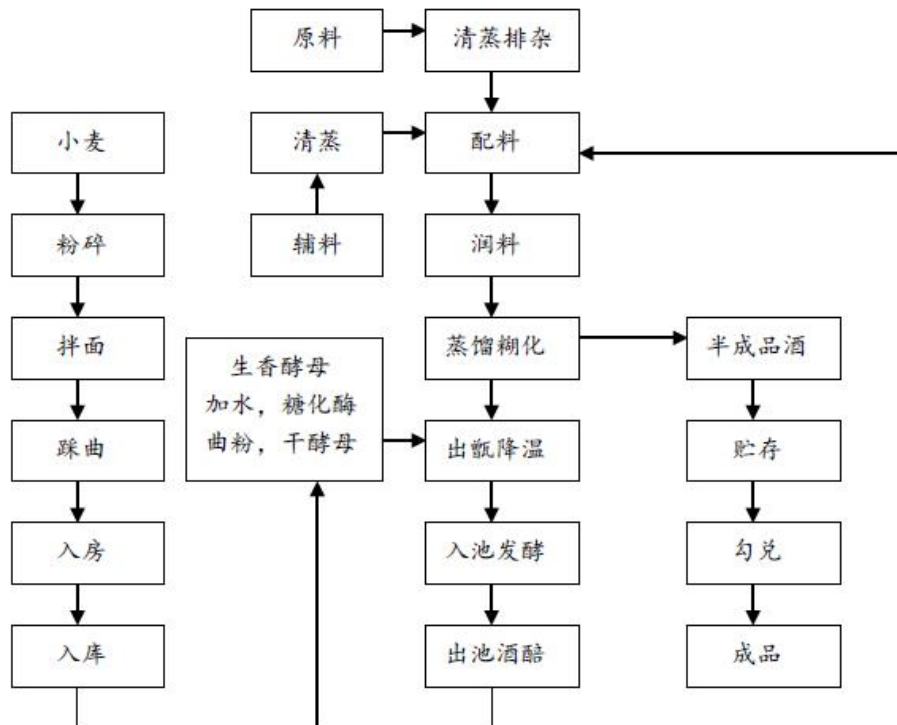 原料
清蒸排杂
小麦
清蒸
配料
粉碎
辅料
润料
拌面
生香酵母
加水，糖化酶
曲粉，干酵母
蒸馏糊化
半成品酒
踩曲
出甑降温
贮存
入房
入池发酵
勾兑
入库
出池酒醅
成品